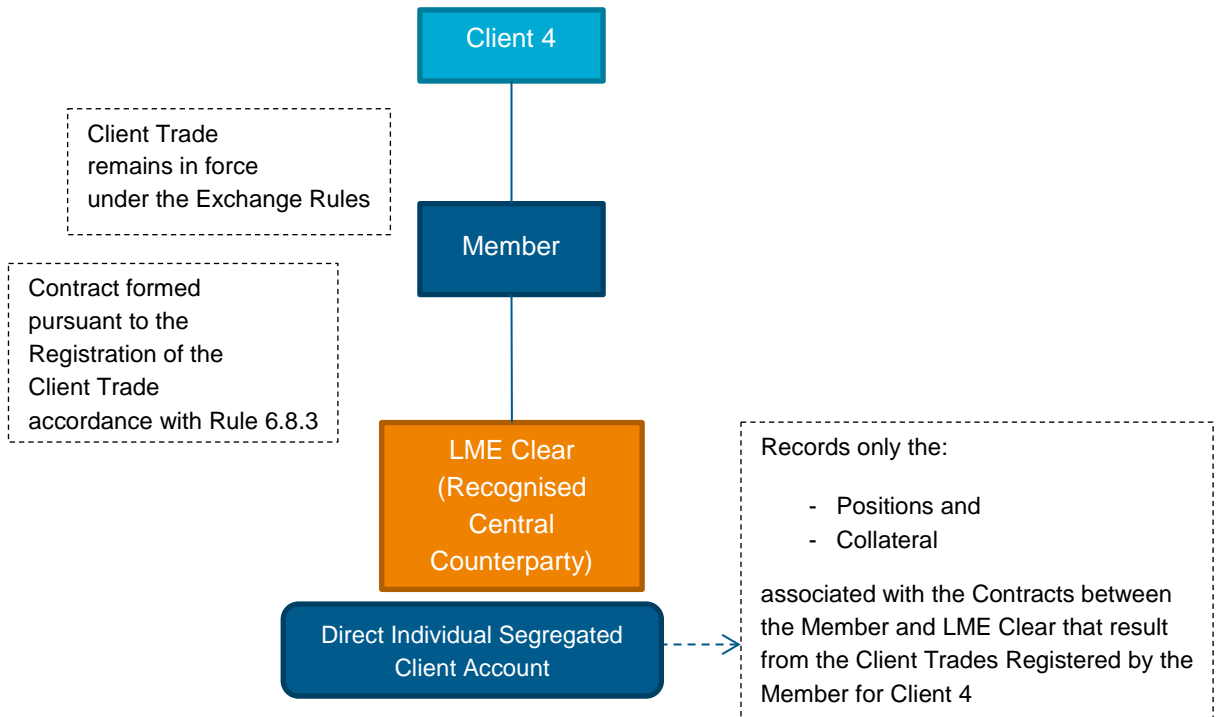 Client 4
Client Trade
remains in force
under the Exchange Rules
Member
Contract formed
pursuant to the
Registration of the
Client Trade
accordance with Rule 6.8.3
LME Clear
(Recognised
Central
Counterparty)
Direct Individual Segregated
Client Account
Records only the:
- Positions and
- Collateral
associated with the Contracts between
the Member and LME Clear that result
from the Client Trades Registered by the
Member for Client 4